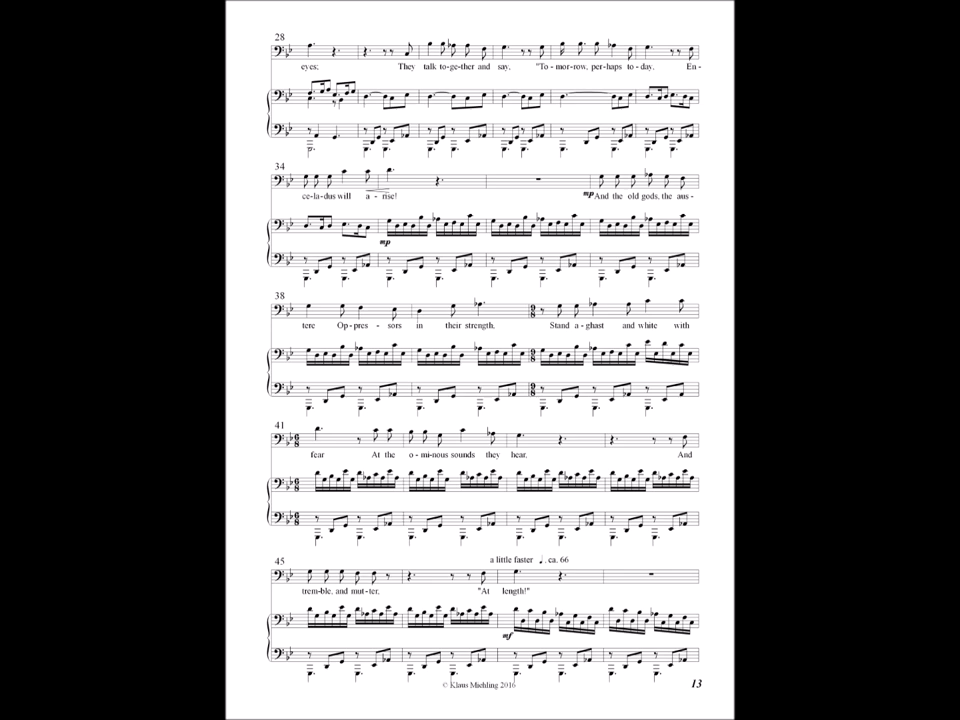 28
eyes; They talk to-ge-ther and say, "To-mor-row, per-haps to-day, En-
34
ce-la-dus will a-rise!
mp And the old gods, the aus-
mp
38
tere Op-pres-sors in their strength, Stand a-ghast and white with
41
fear At the o-mi-nous sounds they hear, And
45
a little faster ♩. ca. 66
trem-ble, and mut-ter, "At length!"
mf
© Klaus Miehling 2016
13